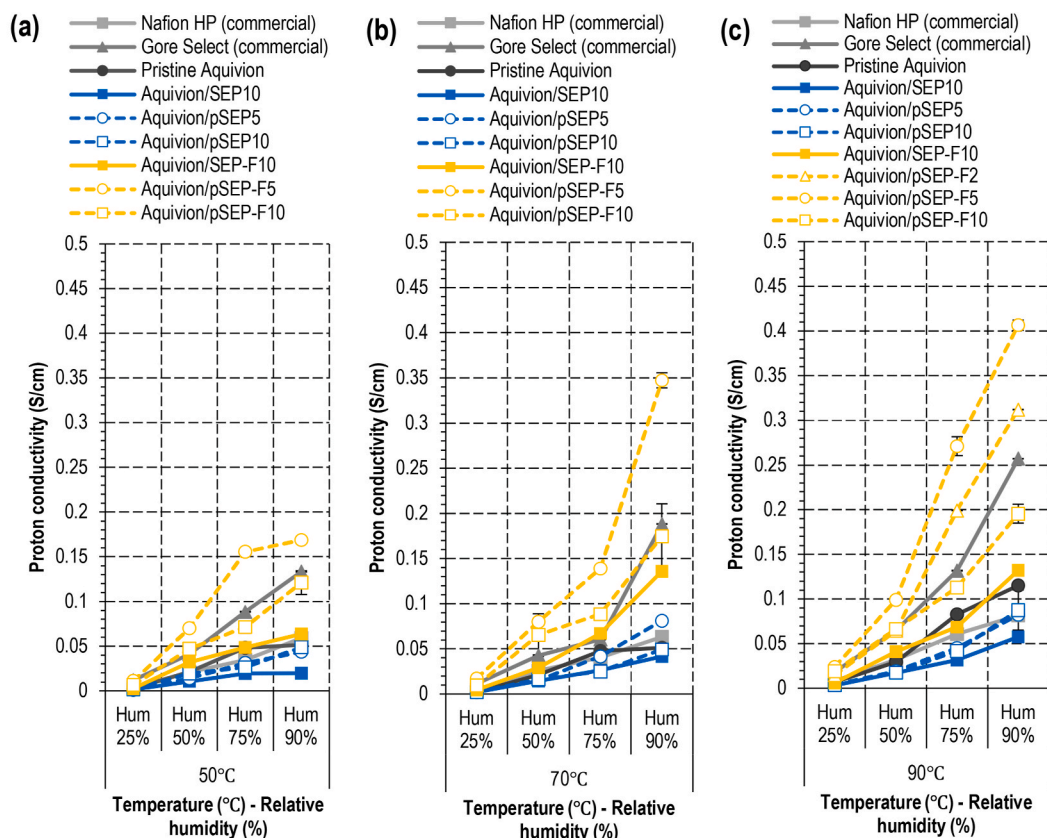 (a)
Nafion HP (commercial)
Gore Select (commercial)
Pristine Aquivion
Aquivion/SEP10
Aquivion/pSEP5
Aquivion/pSEP10
Aquivion/SEP-F10
Aquivion/pSEP-F5
Aquivion/pSEP-F10
Proton conductivity (S/cm)
0.5
0.45
0.4
0.35
0.3
0.25
0.2
0.15
0.1
0.05
0
Hum Hum Hum Hum
25% 50% 75% 90%
50°C
Temperature (°C) - Relative
humidity (%)
(b)
Nafion HP (commercial)
Gore Select (commercial)
Pristine Aquivion
Aquivion/SEP10
Aquivion/pSEP5
Aquivion/pSEP10
Aquivion/SEP-F10
Aquivion/pSEP-F5
Aquivion/pSEP-F10
Proton conductivity (S/cm)
0.5
0.45
0.4
0.35
0.3
0.25
0.2
0.15
0.1
0.05
0
Hum Hum Hum Hum
25% 50% 75% 90%
70°C
Temperature (°C) - Relative
humidity (%)
(c)
Nafion HP (commercial)
Gore Select (commercial)
Pristine Aquivion
Aquivion/SEP10
Aquivion/pSEP5
Aquivion/pSEP10
Aquivion/SEP-F10
Aquivion/pSEP-F2
Aquivion/pSEP-F5
Aquivion/pSEP-F10
Proton conductivity (S/cm)
0.5
0.45
0.4
0.35
0.3
0.25
0.2
0.15
0.1
0.05
0
Hum Hum Hum Hum
25% 50% 75% 90%
90°C
Temperature (°C) - Relative
humidity (%)